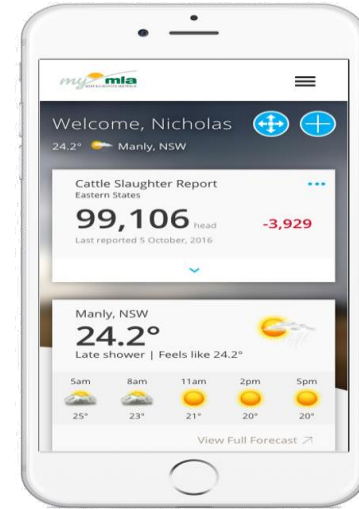 my mla
Welcome, Nicholas
24.2° Manly, NSW
Cattle Slaughter Report
Eastern States
99,106 head -3,929
Last reported 5 October, 2016
Manly, NSW
24.2°
Late shower | Feels like 24.2°
5am 8am 11am 2pm 5pm
25° 23° 21° 20° 20°
View Full Forecast